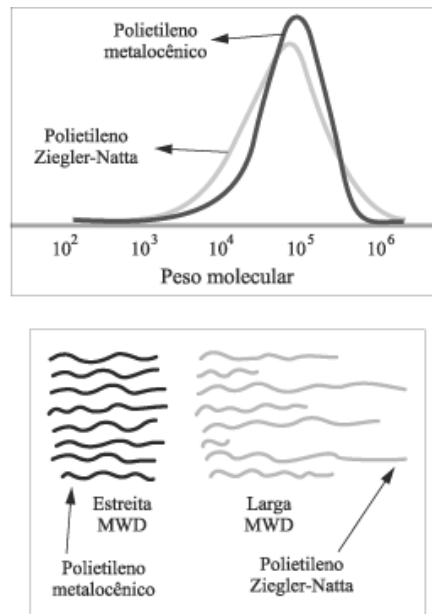 Polietileno
metalocênico
Polietileno
Ziegler-Natta
10² 10³ 10⁴ 10⁵ 10⁶
Peso molecular
Estreita
MWD
Larga
MWD
Polietileno
metalocênico
Polietileno
Ziegler-Natta